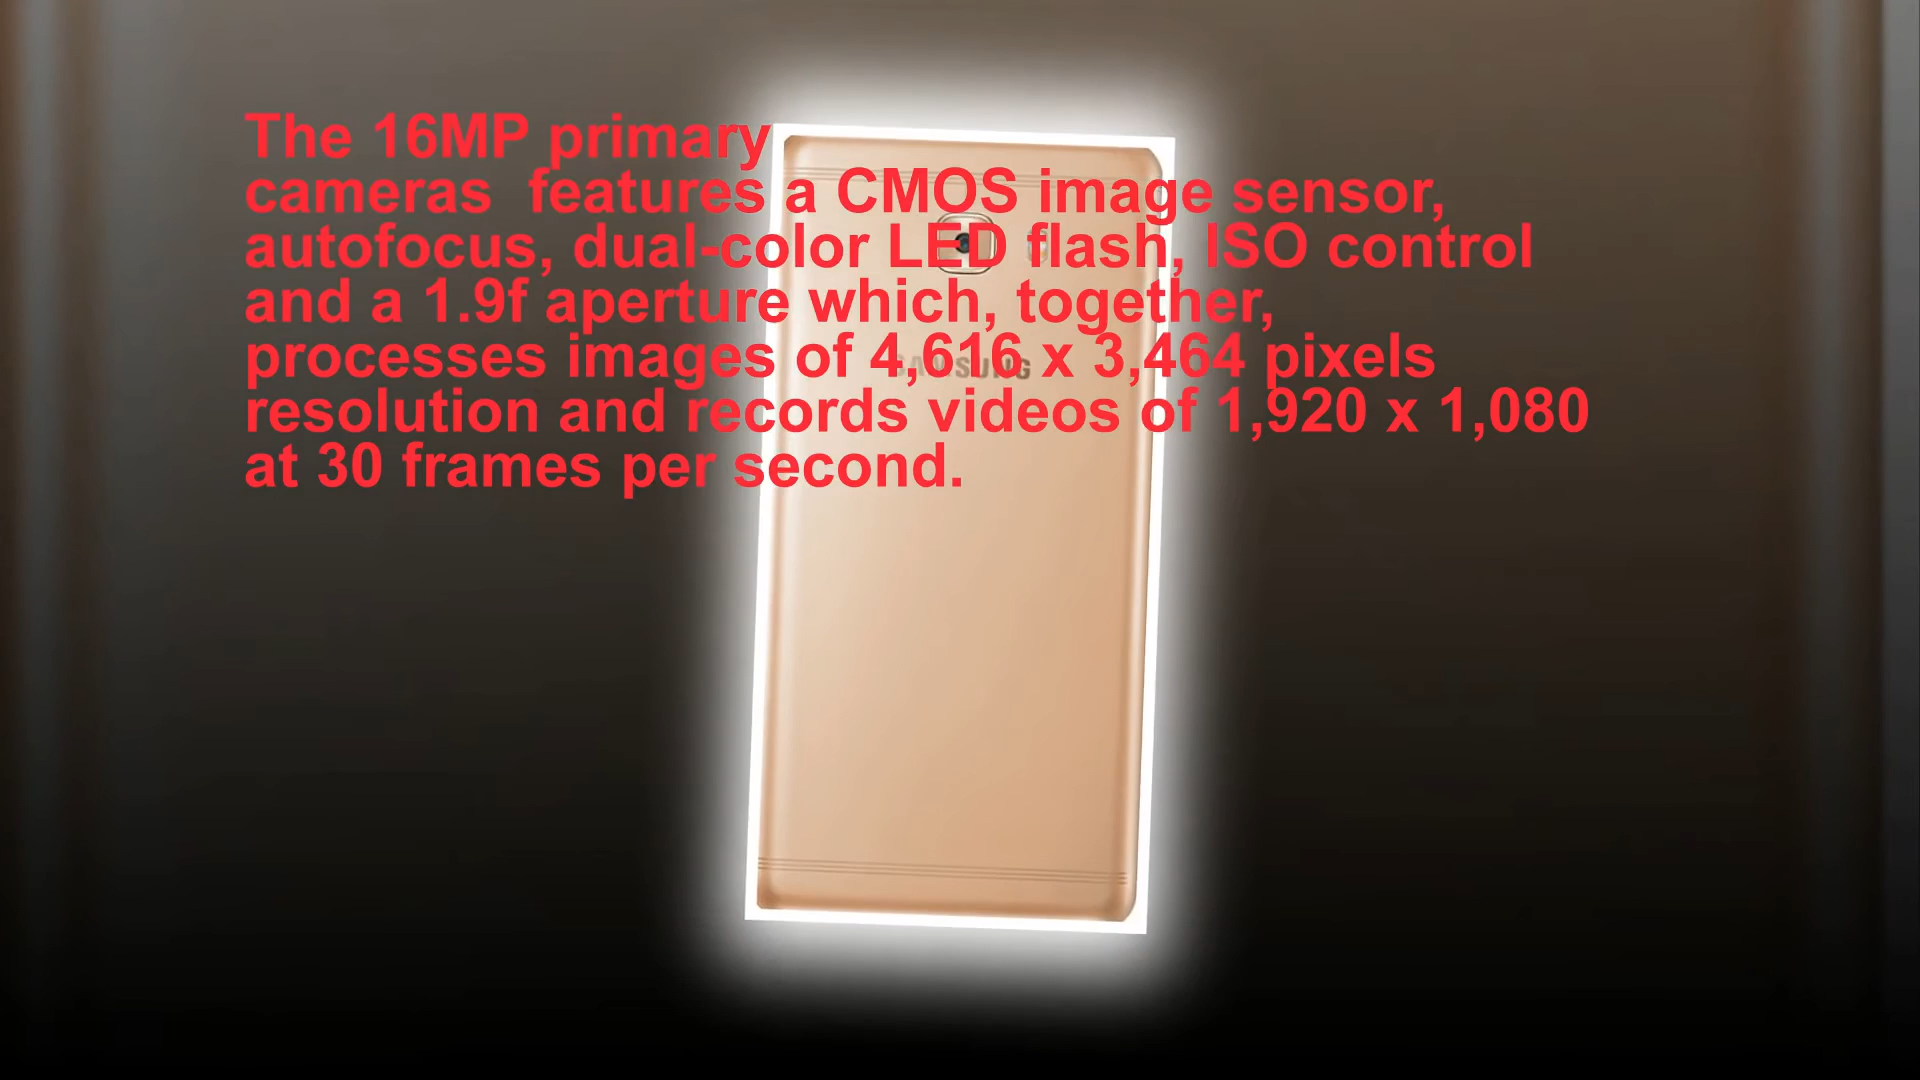 The 16MP primary
cameras  features a CMOS image sensor,
autofocus, dual-color LED flash, ISO control
and a 1.9f aperture which, together,
processes images of 4,616 x 3,464 pixels
resolution and records videos of 1,920 x 1,080
at 30 frames per second.
SAMSUNG